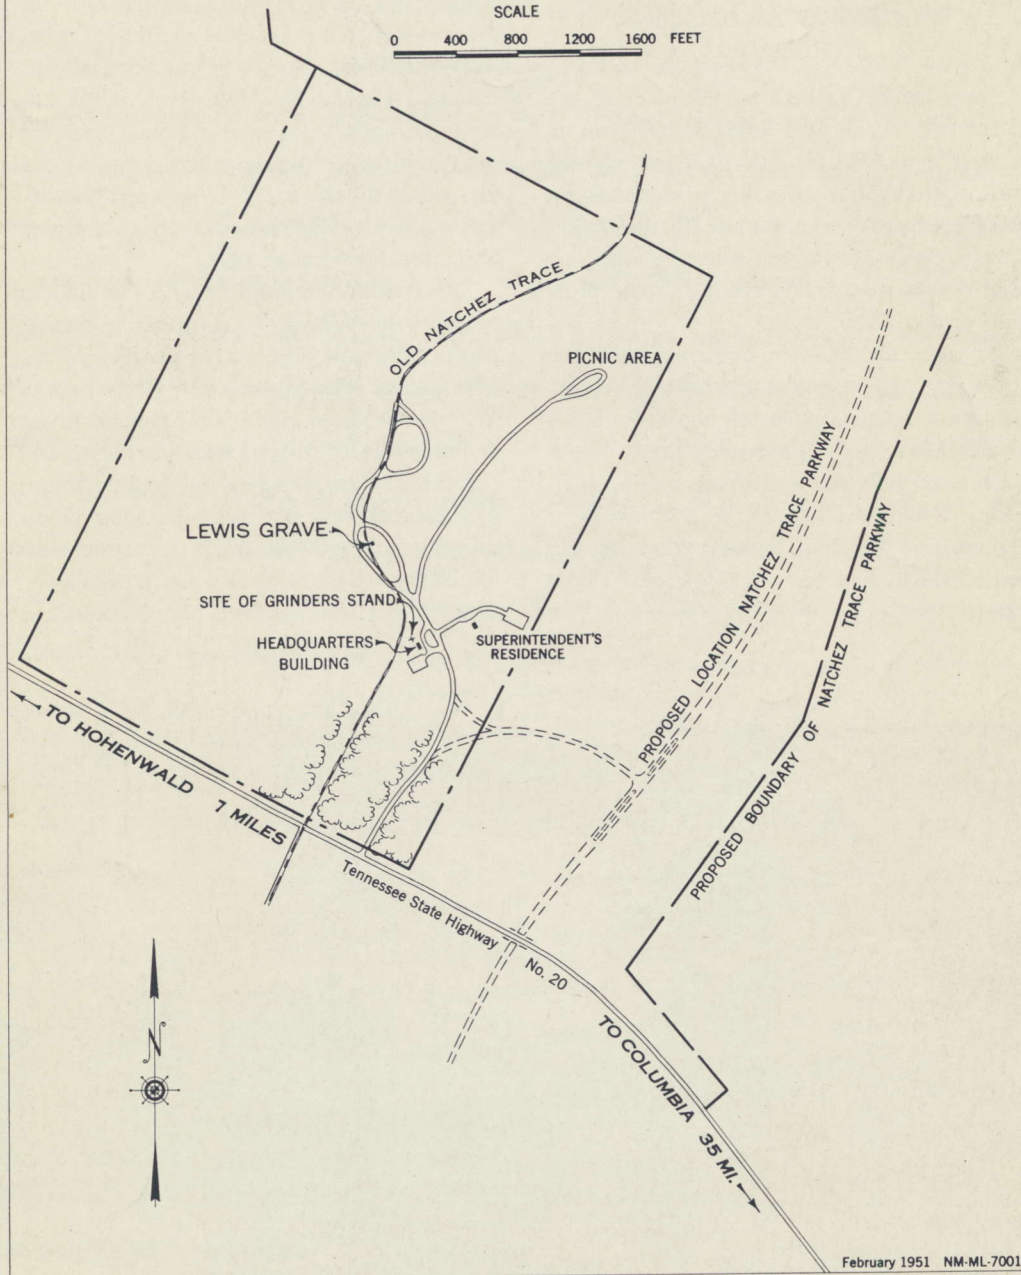 SCALE
0 400 800 1200 1600 FEET
OLD NATCHEZ TRACE
PICNIC AREA
LEWIS GRAVE
SITE OF GRINDERS STAND
HEADQUARTERS
BUILDING
SUPERINTENDENT'S
RESIDENCE
PROPOSED LOCATION NATCHEZ TRACE PARKWAY
PROPOSED BOUNDARY OF NATCHEZ TRACE PARKWAY
TO HOHENWALD 7 MILES
Tennessee State Highway No. 20
N
TO COLUMBIA 35 MI.
February 1951 NM-ML-7001